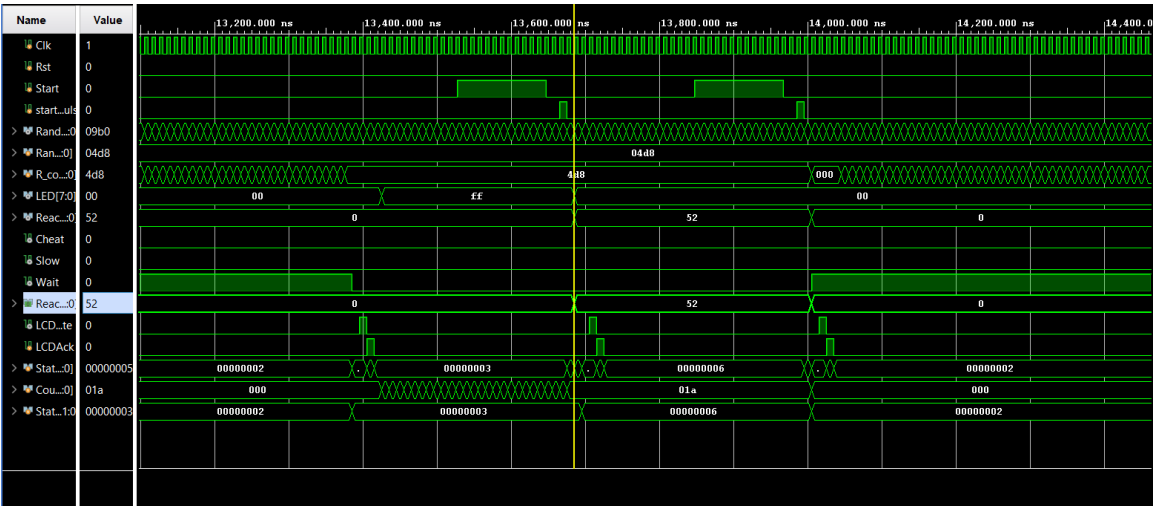 Name Value
13,200.000 ns 13,400.000 ns 13,600.000 ns 13,800.000 ns 14,000.000 ns 14,200.000 ns 14,400.0
Clk 1
Rst 0
Start 0
start...uls 0
> Rand...:0 09b0
> Ran...:0] 04d8 04d8
> R_co...:0] 4d8 4d8 000
> LED[7:0] 00 00 ff 00
> Reac...:0 52 0 52 0
Cheat 0
Slow 0
Wait 0
> Reac...:0] 52 0 52 0
LCD...te 0
LCDAck 0
> Stat...:0] 00000005 00000002 . 00000003 . 00000006 . 00000002
> Cou...:0] 01a 000 01a 000
> Stat...1:0 00000003 00000002 00000003 00000006 00000002